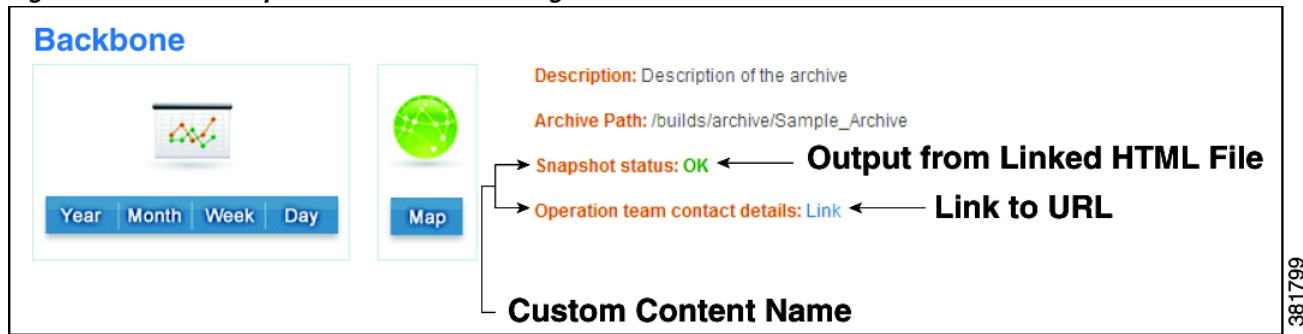 Backbone
Description: Description of the archive
Archive Path: /builds/archive/Sample_Archive
Snapshot status: OK
Output from Linked HTML File
Operation team contact details: Link
Link to URL
Year Month Week Day
Map
Custom Content Name
381799